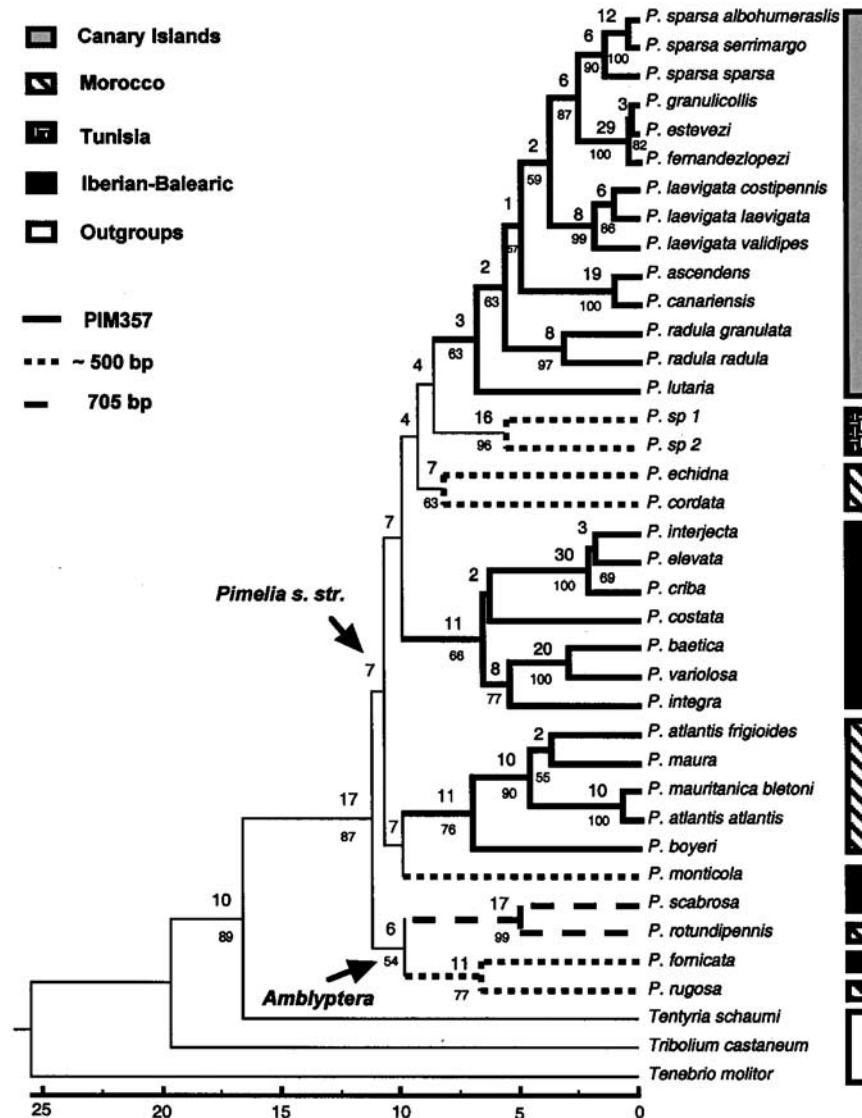 Canary Islands
Morocco
Tunisia
Iberian-Balearic
Outgroups
PIM357
~ 500 bp
705 bp
Pimelia s. str.
Amblyptera
12
100
6
90
6
87
3
29
82
100
2
59
6
86
8
99
1
57
19
100
2
63
8
97
3
63
4
16
96
4
7
63
7
3
30
69
100
2
11
66
20
100
8
77
7
2
10
55
90
10
100
11
76
7
17
87
17
99
6
54
11
77
10
89
P. sparsa albohumeraslis
P. sparsa serrimargo
P. sparsa sparsa
P. granulicollis
P. estevezi
P. fernandezlopezi
P. laevigata costipennis
P. laevigata laevigata
P. laevigata validipes
P. ascendens
P. canariensis
P. radula granulata
P. radula radula
P. lutaria
P. sp 1
P. sp 2
P. echidna
P. cordata
P. interjecta
P. elevata
P. criba
P. costata
P. baetica
P. variolosa
P. integra
P. atlantis frigioides
P. maura
P. mauritanica bletoni
P. atlantis atlantis
P. boyeri
P. monticola
P. scabrosa
P. rotundipennis
P. fornicata
P. rugosa
Tentyria schaumi
Tribolium castaneum
Tenebrio molitor
25 20 15 10 5 0